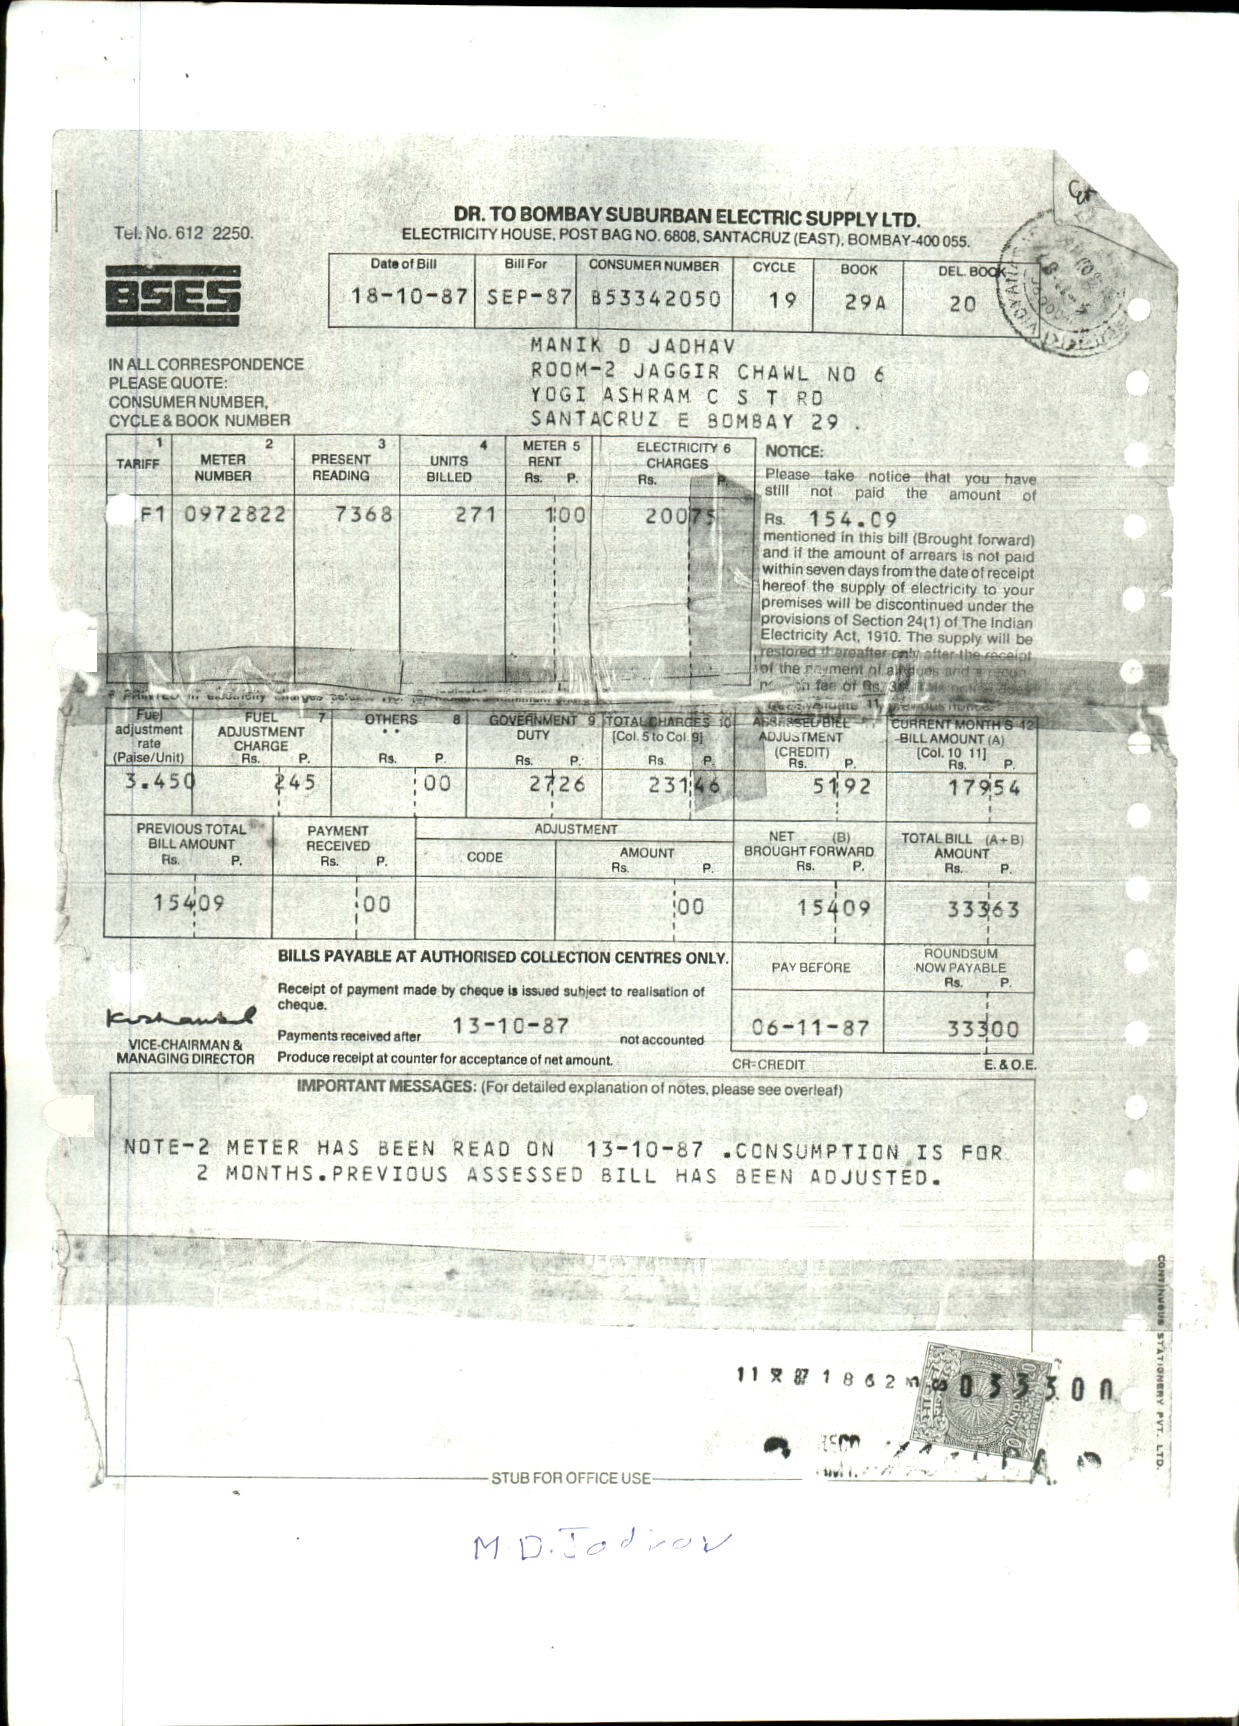 DR. TO BOMBAY SUBURBAN ELECTRIC SUPPLY LTD.
Tel. No. 612 2250.
ELECTRICITY HOUSE, POST BAG NO. 6808, SANTACRUZ (EAST), BOMBAY-400 055.
BSES
Date of Bill Bill For CONSUMER NUMBER CYCLE BOOK DEL. BOOK
18-10-87 SEP-87 B53342050 19 29A 20
IN ALL CORRESPONDENCE
PLEASE QUOTE:
CONSUMER NUMBER,
CYCLE & BOOK NUMBER
MANIK D JADHAV
ROOM-2 JAGGIR CHAWL NO 6
YOGI ASHRAM C S T RD
SANTACRUZ E BOMBAY 29 .
1 2 3 4 METER 5 ELECTRICITY 6
TARIFF METER PRESENT UNITS RENT CHARGES
NUMBER READING BILLED Rs. P. Rs. P.
F1 0972822 7368 271 1 00 200 75
NOTICE:
Please take notice that you have
still not paid the amount of
Rs. 154.09
mentioned in this bill (Brought forward)
and if the amount of arrears is not paid
within seven days from the date of receipt
hereof the supply of electricity to your
premises will be discontinued under the
provisions of Section 24(1) of The Indian
Electricity Act, 1910. The supply will be
restored thereafter only after the receipt
of the payment of all dues and
fee of Rs.
Fuel FUEL 7 OTHERS 8 GOVERNMENT 9 TOTAL CHARGES 10 ASSESSED BILL 11 CURRENT MONTH'S 12
adjustment ADJUSTMENT ** DUTY [Col. 5 to Col. 9] ADJUSTMENT BILL AMOUNT (A)
rate CHARGE (CREDIT) [Col. 10 11]
(Paise/Unit) Rs. P. Rs. P. Rs. P. Rs. P. Rs. P. Rs. P.
3.450 2 45 00 27 26 231 46 51 92 179 54
PREVIOUS TOTAL PAYMENT ADJUSTMENT NET (B) TOTAL BILL (A+B)
BILL AMOUNT RECEIVED CODE AMOUNT BROUGHT FORWARD AMOUNT
Rs. P. Rs. P. Rs. P. Rs. P. Rs. P.
154 09 00 00 154 09 333 63
BILLS PAYABLE AT AUTHORISED COLLECTION CENTRES ONLY.
Receipt of payment made by cheque is issued subject to realisation of
cheque.
Payments received after 13-10-87 not accounted
Produce receipt at counter for acceptance of net amount.
VICE-CHAIRMAN &
MANAGING DIRECTOR
PAY BEFORE ROUNDSUM
NOW PAYABLE
Rs. P.
06-11-87 333 00
CR=CREDIT E. & O.E.
IMPORTANT MESSAGES: (For detailed explanation of notes, please see overleaf)
NOTE-2 METER HAS BEEN READ ON 13-10-87 .CONSUMPTION IS FOR
2 MONTHS.PREVIOUS ASSESSED BILL HAS BEEN ADJUSTED.
CONTINUOUS STATIONERY PVT. LTD.
STUB FOR OFFICE USE
M.D.Jadhav